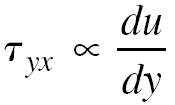 τ_yx ∝ du/dy